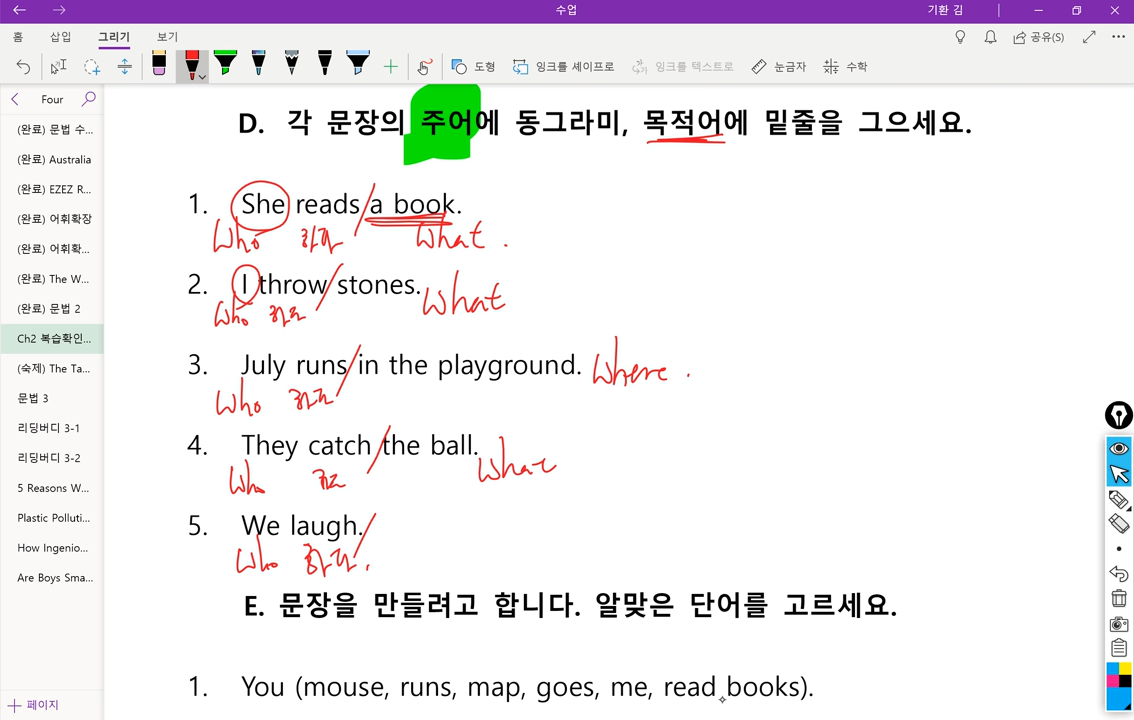 수업
기환 김
홈 삽입 그리기 보기
공유(S)
도형 잉크를 셰이프로 잉크를 텍스트로 눈금자 수학
Four
(완료) 문법 수...
(완료) Australia
(완료) EZEZ R...
(완료) 어휘확장
(완료) 어휘확...
(완료) The W...
(완료) 문법 2
Ch2 복습확인...
(숙제) The Ta...
문법 3
리딩버디 3-1
리딩버디 3-2
5 Reasons W...
Plastic Polluti...
How Ingenio...
Are Boys Sma...
페이지
D. 각 문장의 주어에 동그라미, 목적어에 밑줄을 그으세요.
1. She reads / a book.
Who 하다 What.
2. I throw / stones. What
Who 하다
3. July runs / in the playground. Where.
Who 하다
4. They catch / the ball. What
Who
5. We laugh. /
Who 하다.
E. 문장을 만들려고 합니다. 알맞은 단어를 고르세요.
1. You (mouse, runs, map, goes, me, read books).